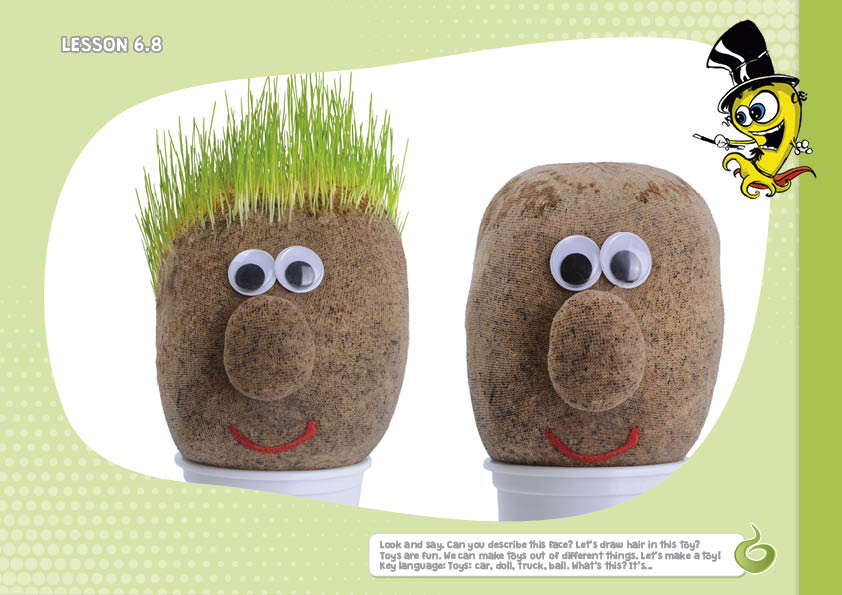 LESSON 6.8
Look and say. Can you describe this face? Let's draw hair in this toy?
Toys are fun. We can make toys out of different things. Let's make a toy!
Key language: Toys: car, doll, truck, ball. What's this? It's...
6